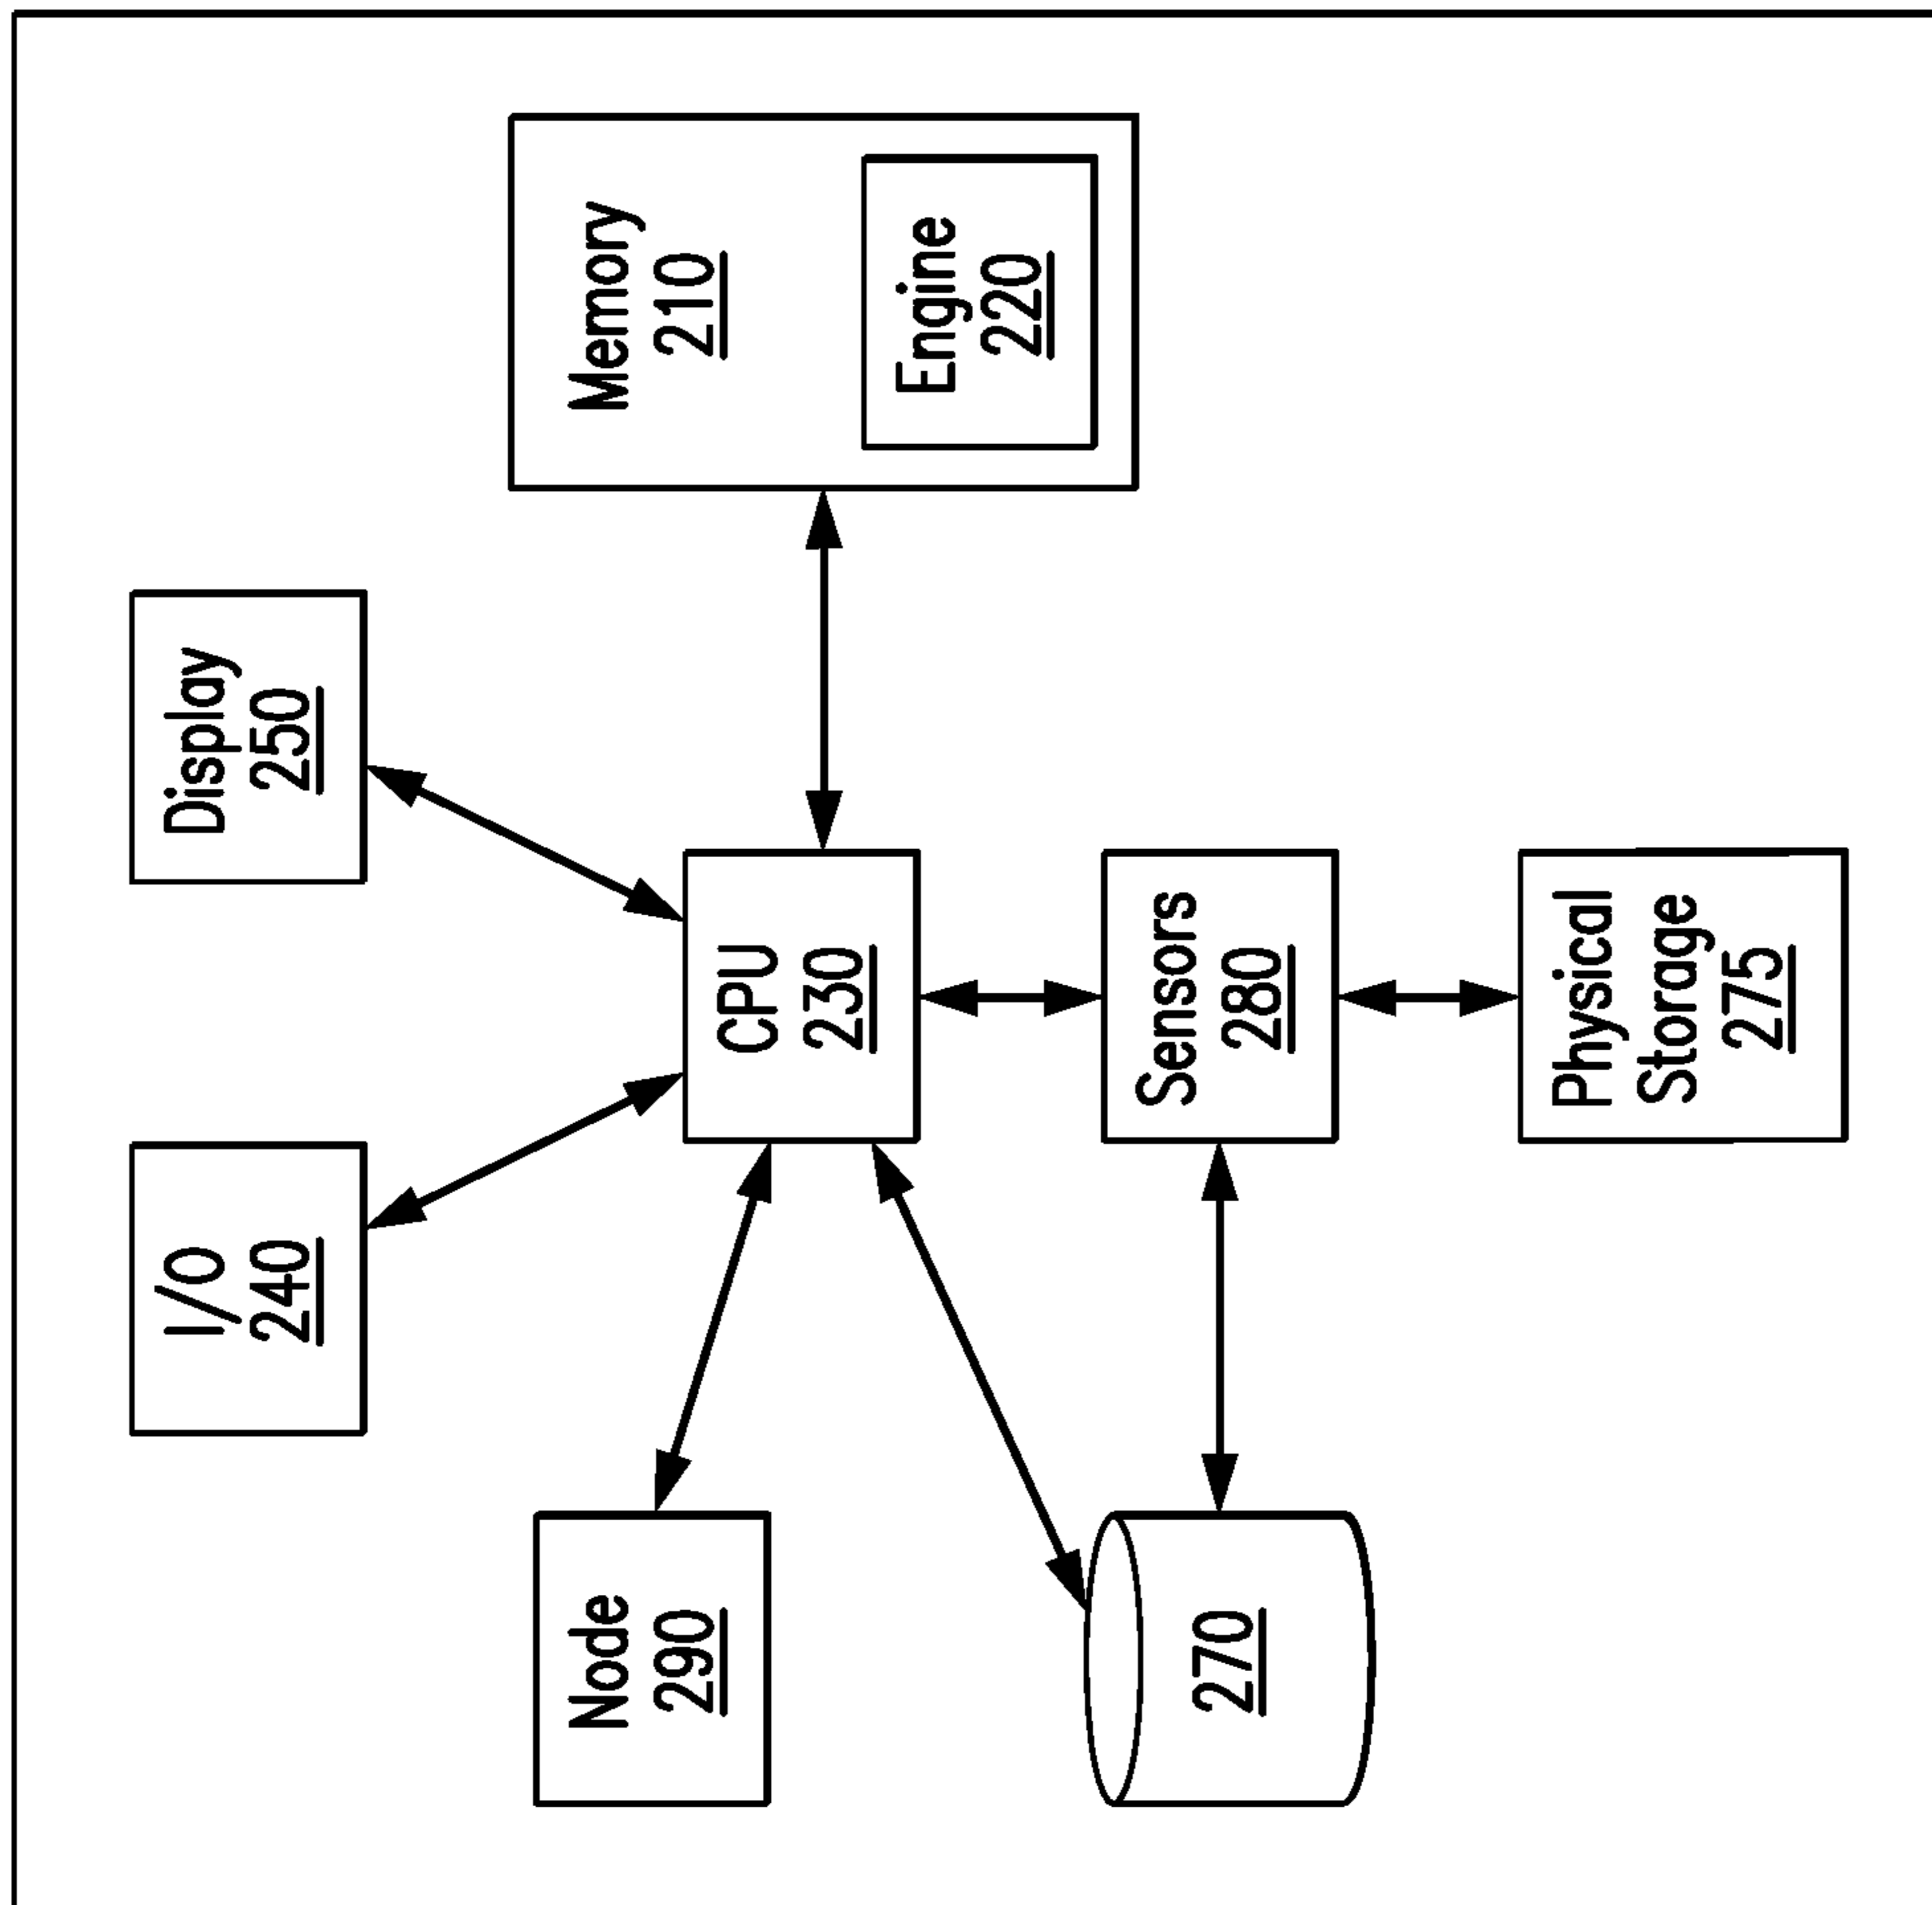 I/O
240
Display
250
Node
290
CPU
230
Memory
210
Engine
220
270
Sensors
280
Physical
Storage
275